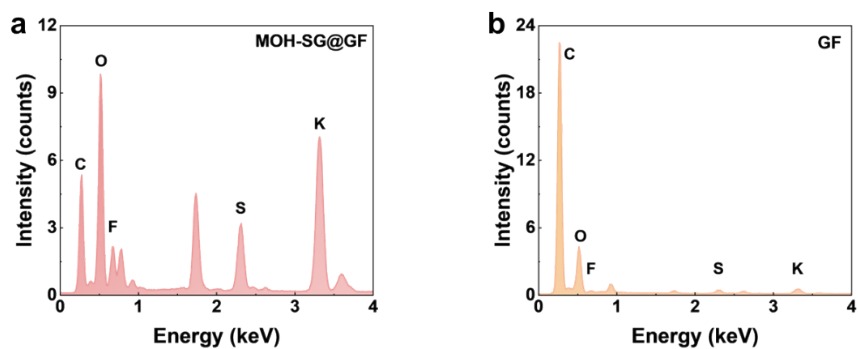 a
MOH-SG@GF
12
9
6
3
0
Intensity (counts)
C
O
F
S
K
0
1
2
3
4
Energy (keV)
b
GF
24
18
12
6
0
Intensity (counts)
C
O
F
S
K
0
1
2
3
4
Energy (keV)